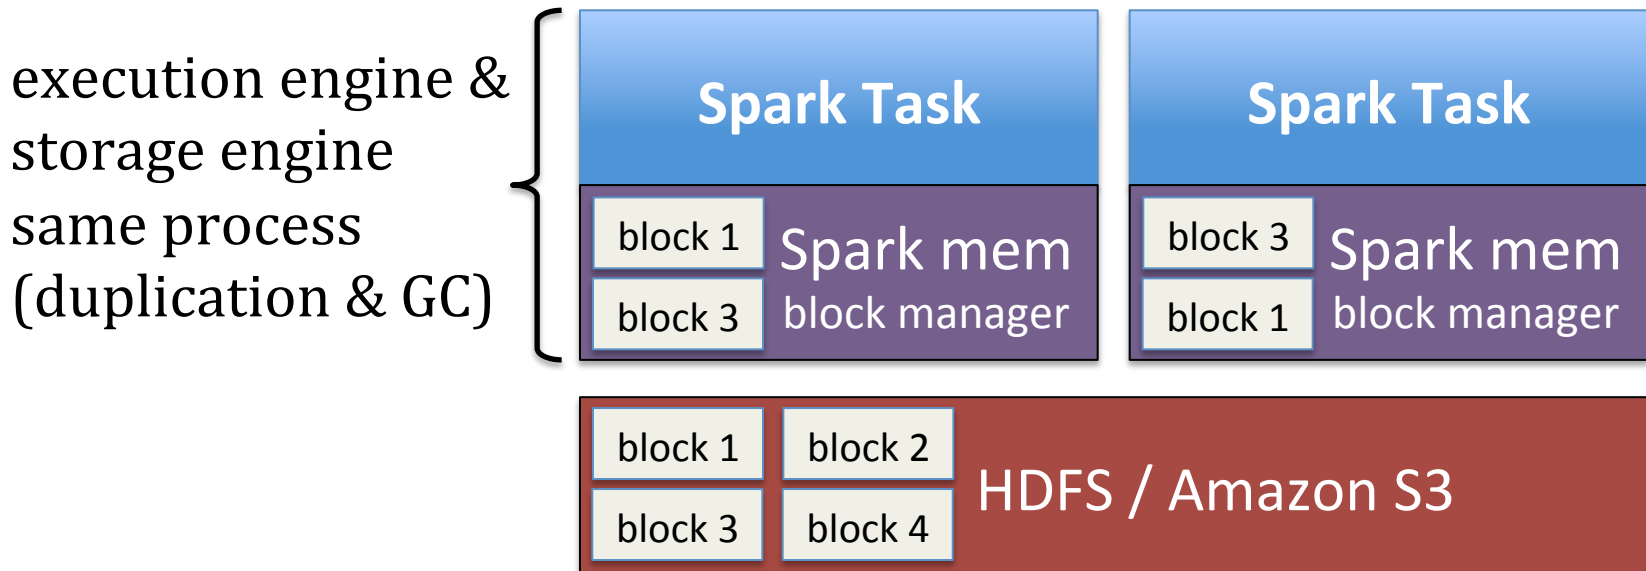 execution engine &
storage engine
same process
(duplication & GC)
Spark Task
block 1
block 3
Spark mem
block manager
Spark Task
block 3
block 1
Spark mem
block manager
block 1
block 2
block 3
block 4
HDFS / Amazon S3